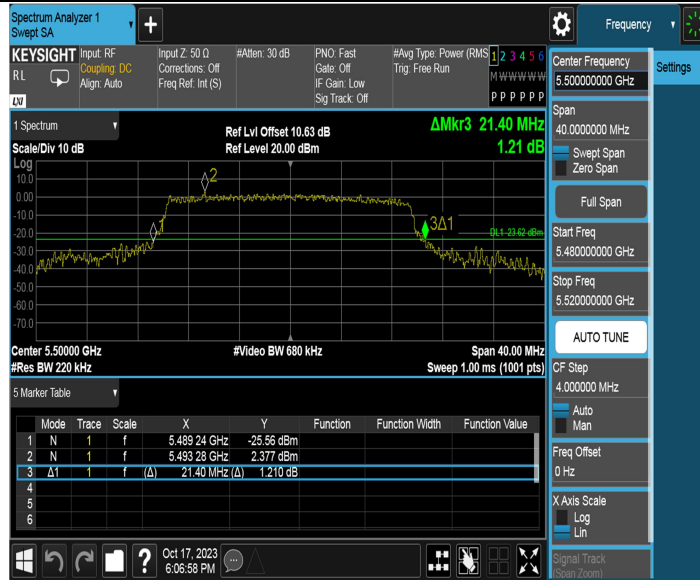 Spectrum Analyzer 1
Swept SA
+
Frequency
KEYSIGHT
RL
LXI
Input: RF
Coupling: DC
Align: Auto
Input Z: 50 Ω
Corrections: Off
Freq Ref: Int (S)
#Atten: 30 dB
PNO: Fast
Gate: Off
IF Gain: Low
Sig Track: Off
#Avg Type: Power (RMS
Trig: Free Run
1 2 3 4 5 6
M W W W W W
P P P P P P
Center Frequency
5.500000000 GHz
Settings
Span
40.0000000 MHz
Swept Span
Zero Span
Full Span
Start Freq
5.480000000 GHz
Stop Freq
5.520000000 GHz
AUTO TUNE
CF Step
4.000000 MHz
Auto
Man
Freq Offset
0 Hz
X Axis Scale
Log
Lin
Signal Track
(Span Zoom)
1 Spectrum
Scale/Div 10 dB
Ref Lvl Offset 10.63 dB
Ref Level 20.00 dBm
ΔMkr3 21.40 MHz
1.21 dB
Log
10.0
0.00
-10.0
-20.0
-30.0
-40.0
-50.0
-60.0
-70.0
1
2
3Δ1
DL1 -23.62 dBm
Center 5.50000 GHz
#Res BW 220 kHz
#Video BW 680 kHz
Span 40.00 MHz
Sweep 1.00 ms (1001 pts)
5 Marker Table
Mode Trace Scale X Y Function Function Width Function Value
1 N 1 f 5.489 24 GHz -25.56 dBm
2 N 1 f 5.493 28 GHz 2.377 dBm
3 Δ1 1 f (Δ) 21.40 MHz (Δ) 1.210 dB
4
5
6
?
Oct 17, 2023
6:06:58 PM